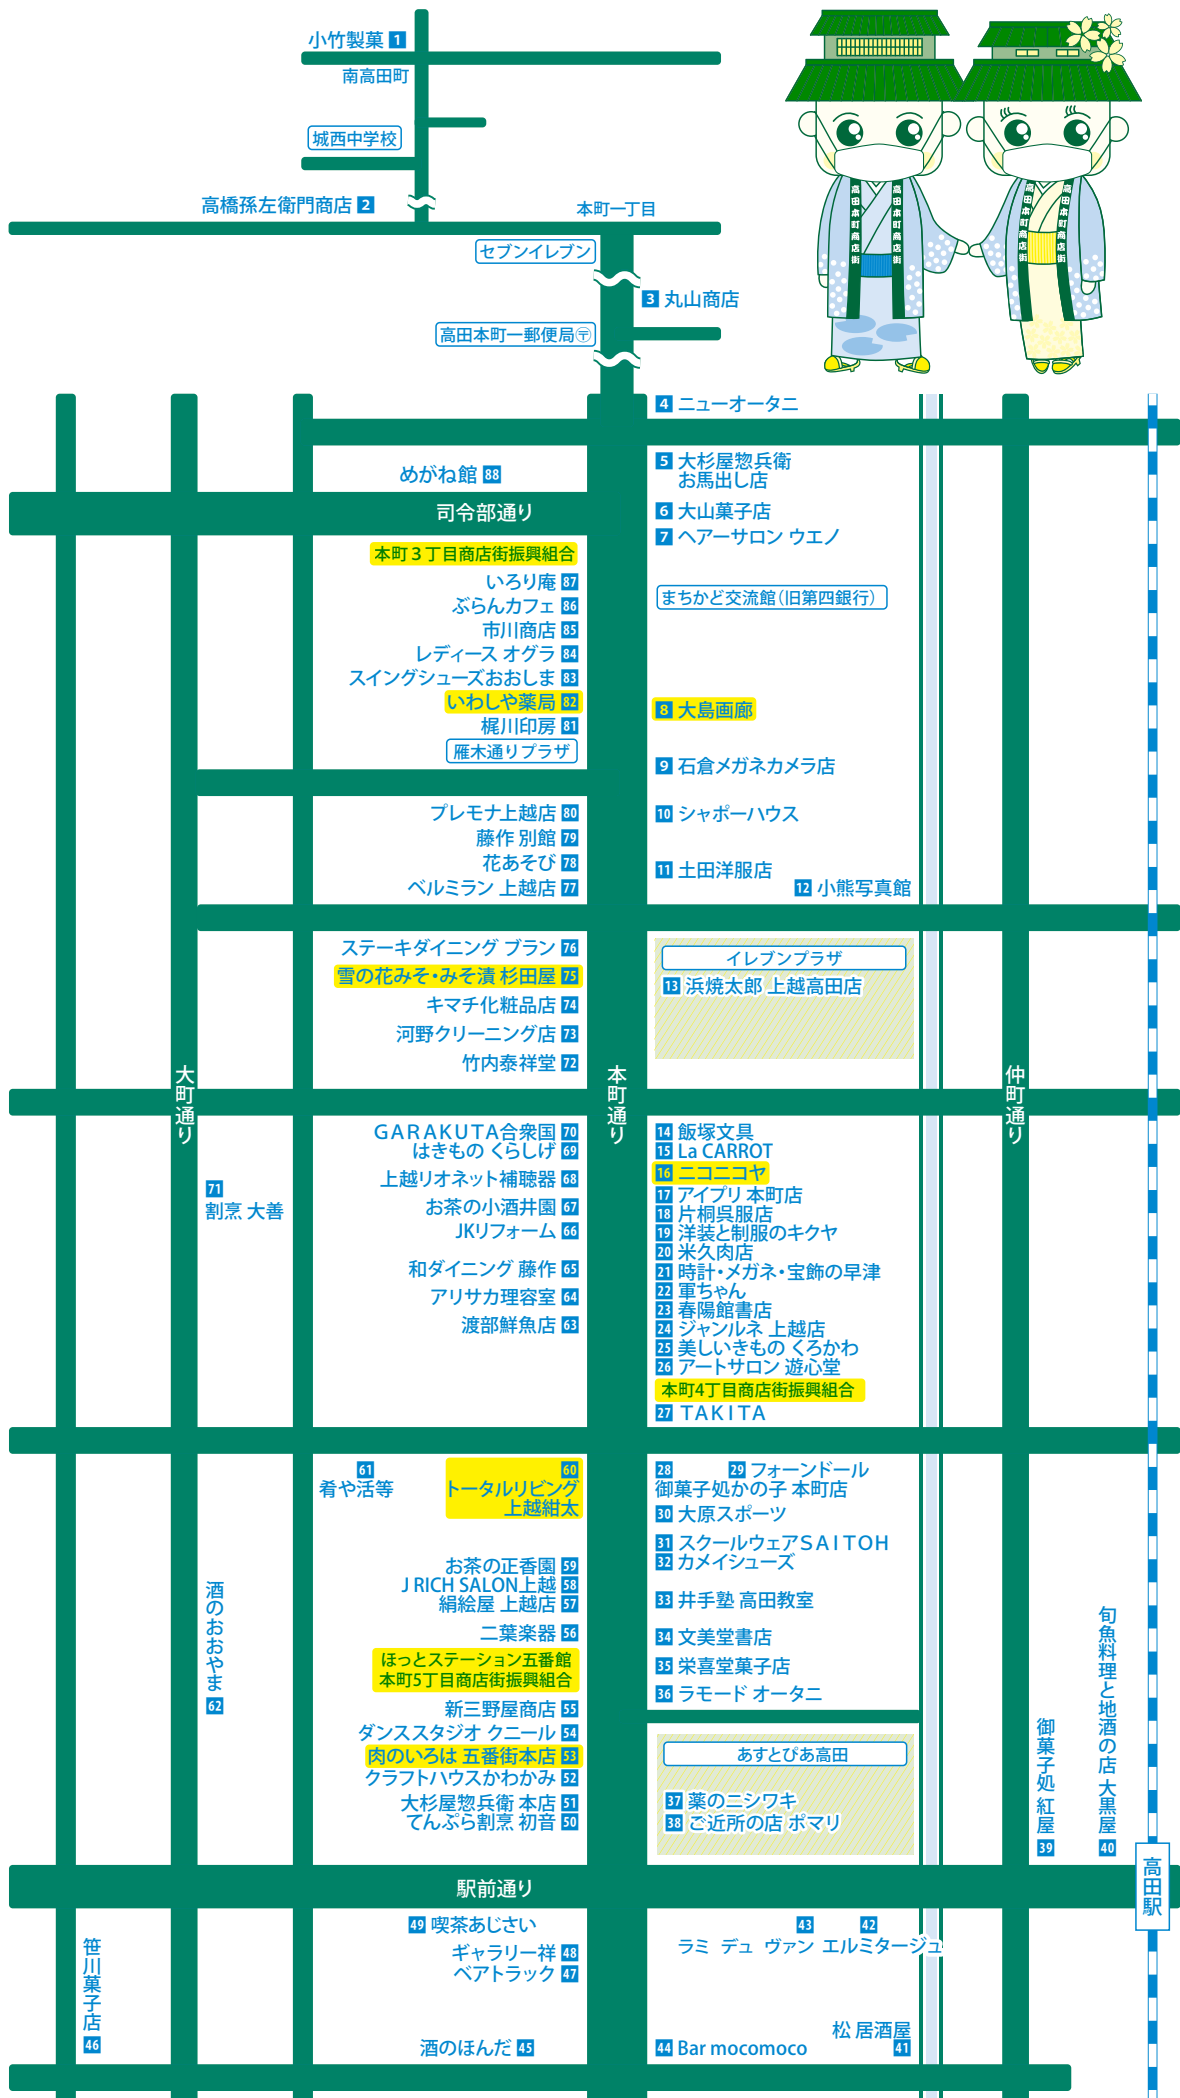 小竹製菓 1
南高田町
城西中学校
高橋孫左衛門商店 2
本町一丁目
セブンイレブン
3 丸山商店
高田本町一郵便局〶
高田本町商店街
高田本町商店街
高田本町商店街
高田本町商店街
4 ニューオータニ
めがね館 88
5 大杉屋惣兵衛
お馬出し店
司令部通り
6 大山菓子店
7 ヘアーサロン ウエノ
本町3丁目商店街振興組合
いろり庵 87
ぶらんカフェ 86
市川商店 85
レディース オグラ 84
スイングシューズおおしま 83
いわしや薬局 82
梶川印房 81
雁木通りプラザ
まちかど交流館(旧第四銀行)
8 大島画廊
9 石倉メガネカメラ店
プレモナ上越店 80
藤作 別館 79
花あそび 78
ベルミラン 上越店 77
10 シャポーハウス
11 土田洋服店
12 小熊写真館
ステーキダイニング ブラン 76
雪の花みそ・みそ漬 杉田屋 75
キマチ化粧品店 74
河野クリーニング店 73
竹内泰祥堂 72
イレブンプラザ
13 浜焼太郎 上越高田店
大町通り
本町通り
仲町通り
GARAKUTA合衆国 70
はきもの くらしげ 69
上越リオネット補聴器 68
お茶の小酒井園 67
JKリフォーム 66
和ダイニング 藤作 65
アリサカ理容室 64
渡部鮮魚店 63
71
割烹 大善
14 飯塚文具
15 La CARROT
16 ニコニコヤ
17 アイプリ 本町店
18 片桐呉服店
19 洋装と制服のキクヤ
20 米久肉店
21 時計・メガネ・宝飾の早津
22 軍ちゃん
23 春陽館書店
24 ジャンルネ 上越店
25 美しいきもの くろかわ
26 アートサロン 遊心堂
本町4丁目商店街振興組合
27 TAKITA
61
肴や活等
60
トータルリビング
上越紺太
お茶の正香園 59
J RICH SALON上越 58
絹絵屋 上越店 57
二葉楽器 56
ほっとステーション五番館
本町5丁目商店街振興組合
新三野屋商店 55
ダンススタジオ クニール 54
肉のいろは 五番街本店 53
クラフトハウスかわかみ 52
大杉屋惣兵衛 本店 51
てんぷら割烹 初音 50
酒のおおやま 62
28 29 フォーンドール
御菓子処かの子 本町店
30 大原スポーツ
31 スクールウェアSAITOH
32 カメイシューズ
33 井手塾 高田教室
34 文美堂書店
35 栄喜堂菓子店
36 ラモード オータニ
あすとぴあ高田
37 薬のニシワキ
38 ご近所の店 ポマリ
御菓子処 紅屋 39
旬魚料理と地酒の店 大黒屋 40
高田駅
駅前通り
49 喫茶あじさい
ギャラリー祥 48
ベアトラック 47
笹川菓子店 46
酒のほんだ 45
43 42
ラミ デュ ヴァン エルミタージュ
松 居酒屋
41
44 Bar mocomoco